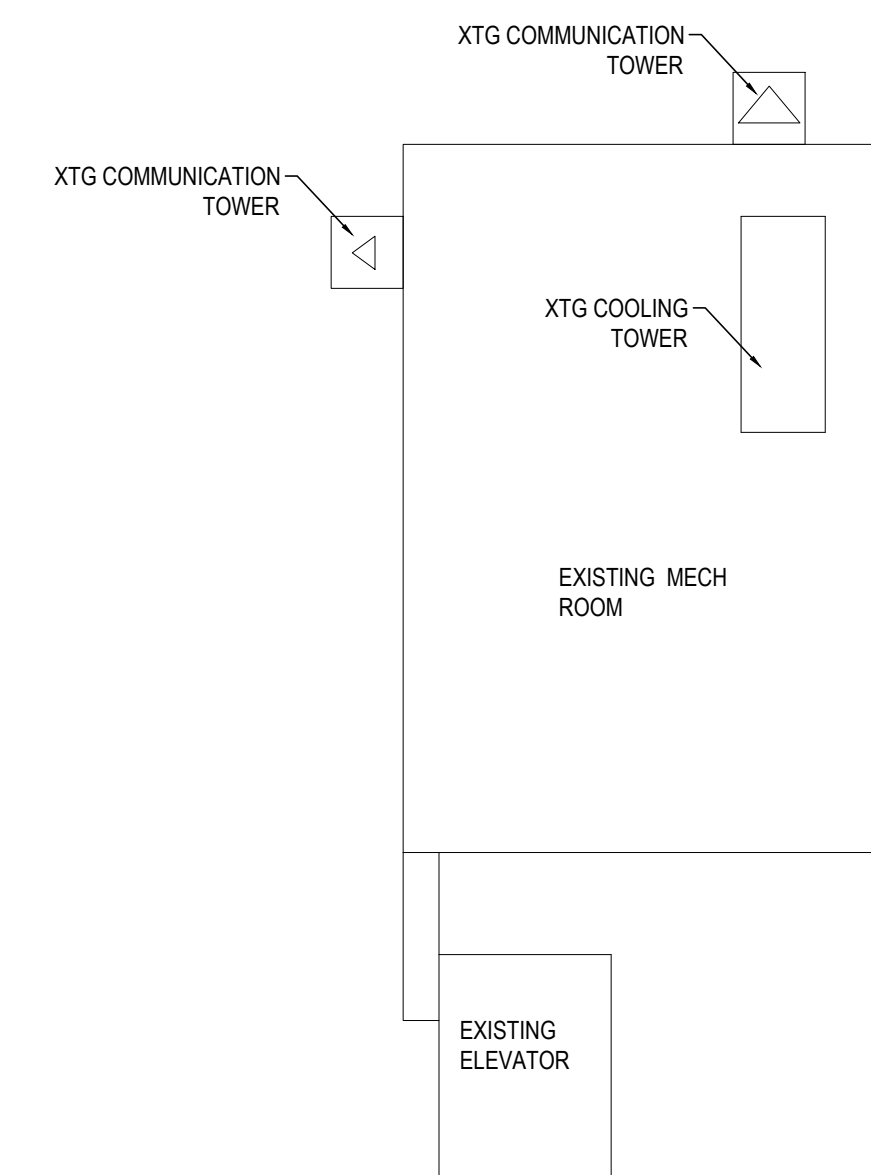 XTG COMMUNICATION
TOWER
XTG COMMUNICATION
TOWER
XTG COOLING
TOWER
EXISTING MECH
ROOM
EXISTING
ELEVATOR